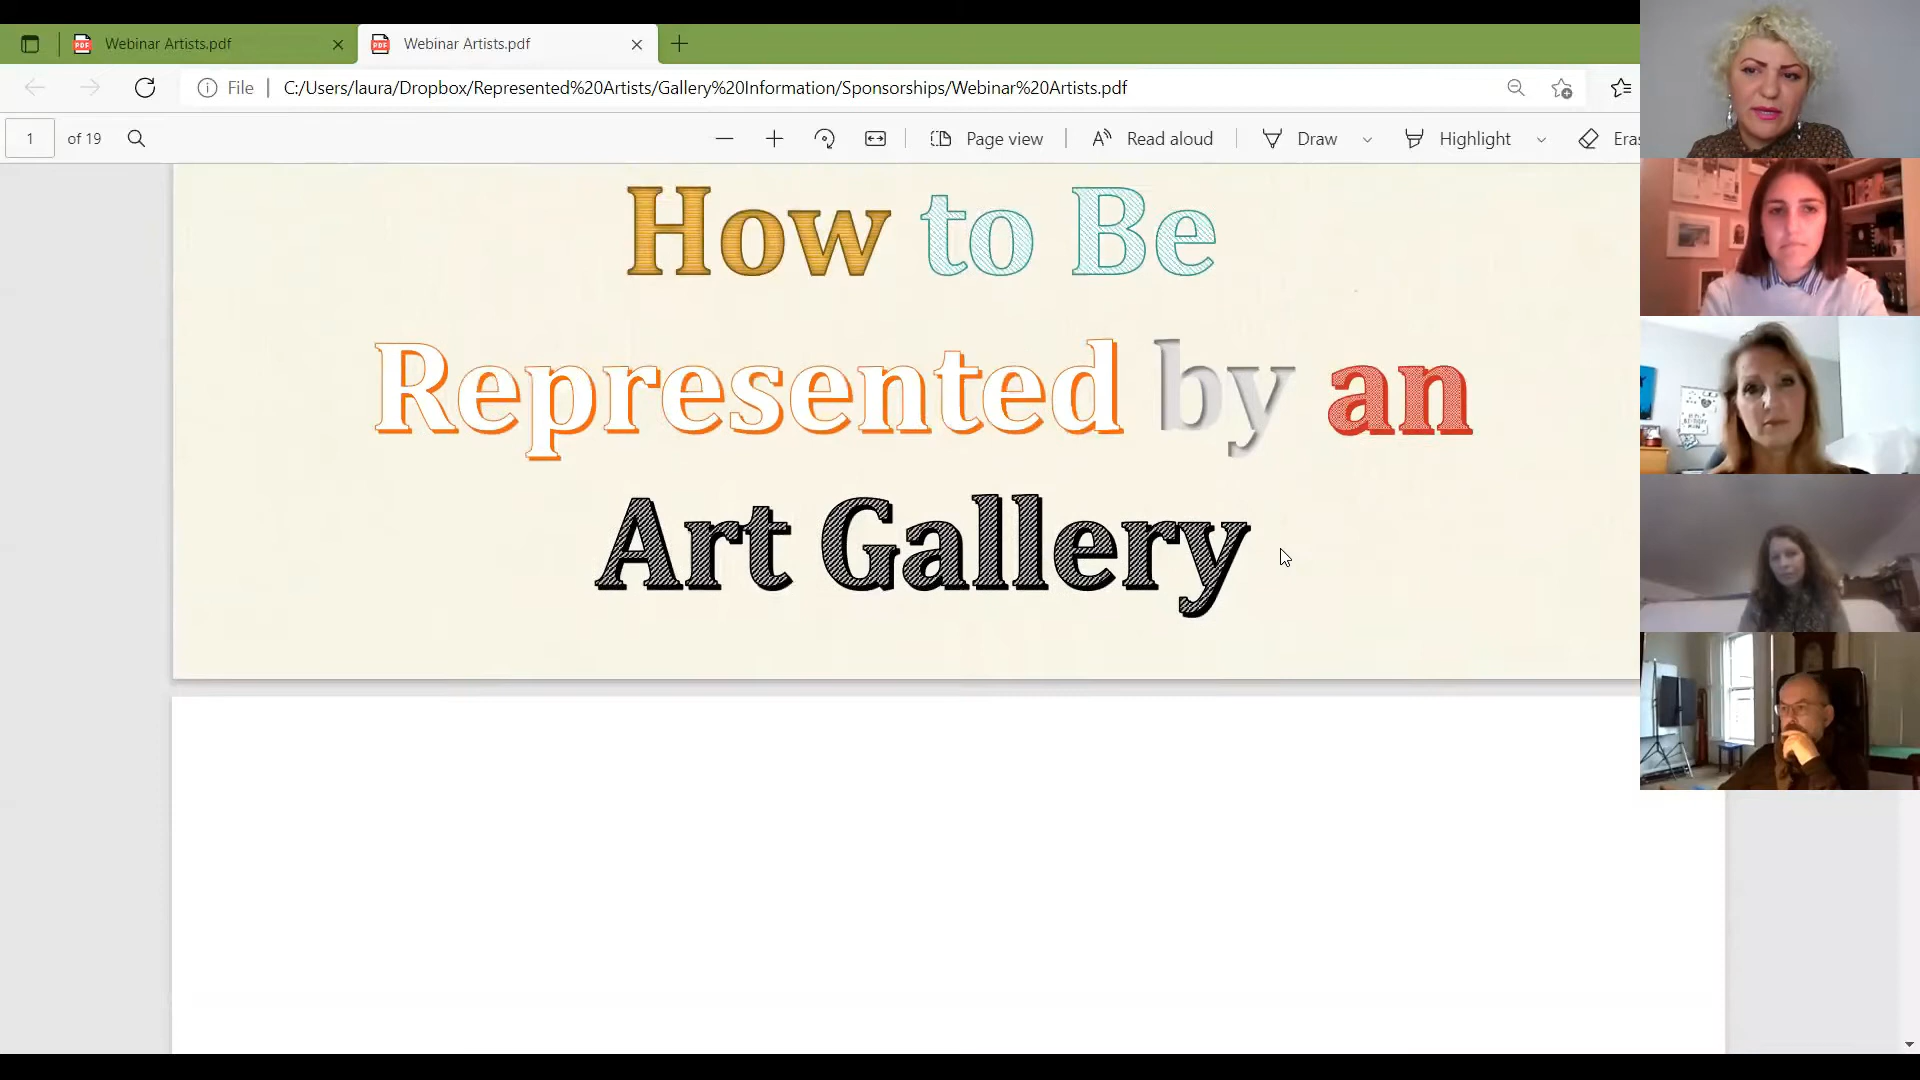 Webinar Artists.pdf
Webinar Artists.pdf
File
C:/Users/laura/Dropbox/Represented%20Artists/Gallery%20Information/Sponsorships/Webinar%20Artists.pdf
1 of 19
Page view
Read aloud
Draw
Highlight
Eras
How to Be
Represented by an
Art Gallery